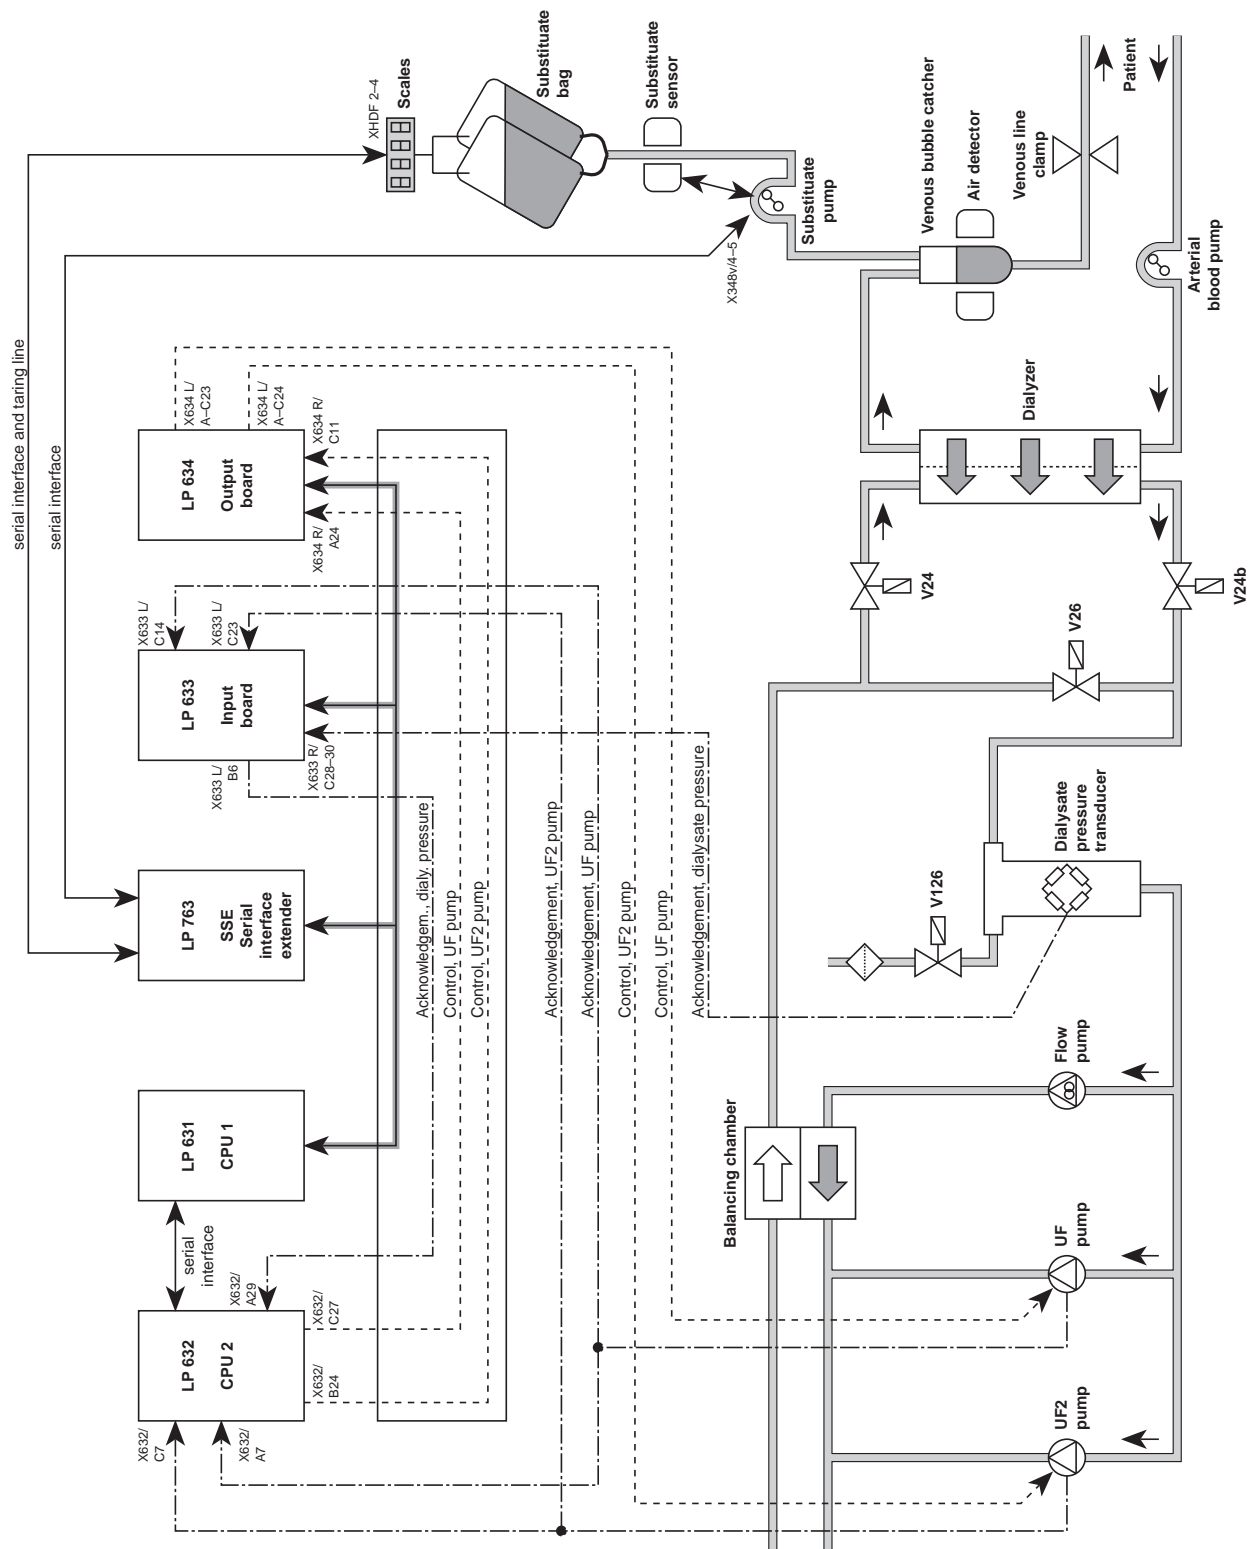 serial interface and taring line
serial interface
XHDF 2–4
Scales
Substituate
bag
Substituate
sensor
Substituate
pump
X348v/4–5
Venous bubble catcher
Air detector
Venous line
clamp
Patient
Arterial
blood pump
Dialyzer
X634 L/
A–C23
X634 L/
A–C24
X634 R/
C11
X634 R/
A24
LP 634
Output
board
X633 L/
C14
X633 L/
C23
LP 633
Input
board
X633 L/
B6
X633 R/
C28–30
LP 763
SSE
Serial
interface
extender
LP 631
CPU 1
serial
interface
LP 632
CPU 2
X632/
A29
X632/
C27
X632/
B24
X632/
C7
X632/
A7
Acknowledgem., dialy. pressure
Control, UF pump
Control, UF2 pump
Acknowledgement, UF2 pump
Acknowledgement, UF pump
Control, UF2 pump
Control, UF pump
Acknowledgement, dialysate pressure
V24
V24b
V26
V126
Dialysate
pressure
transducer
Balancing chamber
Flow
pump
UF
pump
UF2
pump